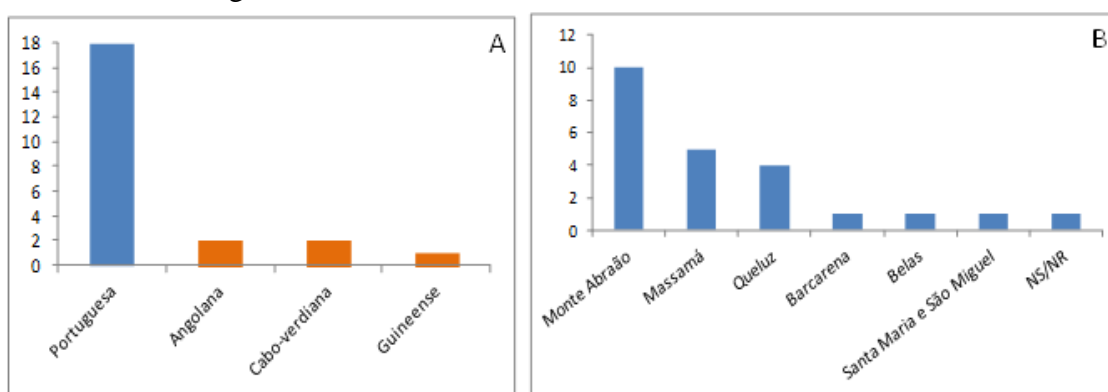 A
18
16
14
12
10
8
6
4
2
0
Portuguesa
Angolana
Cabo-verdiana
Guineense
B
12
10
8
6
4
2
0
Monte Abraão
Massamá
Queluz
Barcarena
Belas
Santa Maria e São Miguel
NS/NR